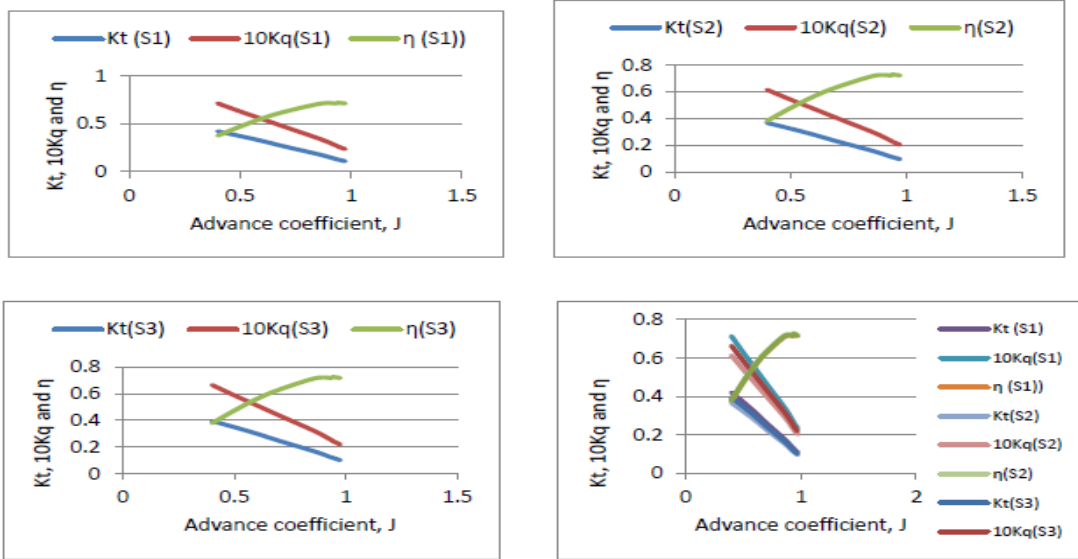 Kt (S1) 10Kq(S1) η (S1))
Kt, 10Kq and η
1
0.5
0
0 0.5 1 1.5
Advance coefficient, J
Kt(S2) 10Kq(S2) η(S2)
Kt, 10Kq and η
0.8
0.6
0.4
0.2
0
0 0.5 1 1.5
Advance coefficient, J
Kt(S3) 10Kq(S3) η(S3)
Kt, 10Kq and η
0.8
0.6
0.4
0.2
0
0 0.5 1 1.5
Advance coefficient, J
Kt, 10Kq and η
0.8
0.6
0.4
0.2
0
0 1 2
Advance coefficient, J
Kt (S1)
10Kq(S1)
η (S1))
Kt(S2)
10Kq(S2)
η(S2)
Kt(S3)
10Kq(S3)